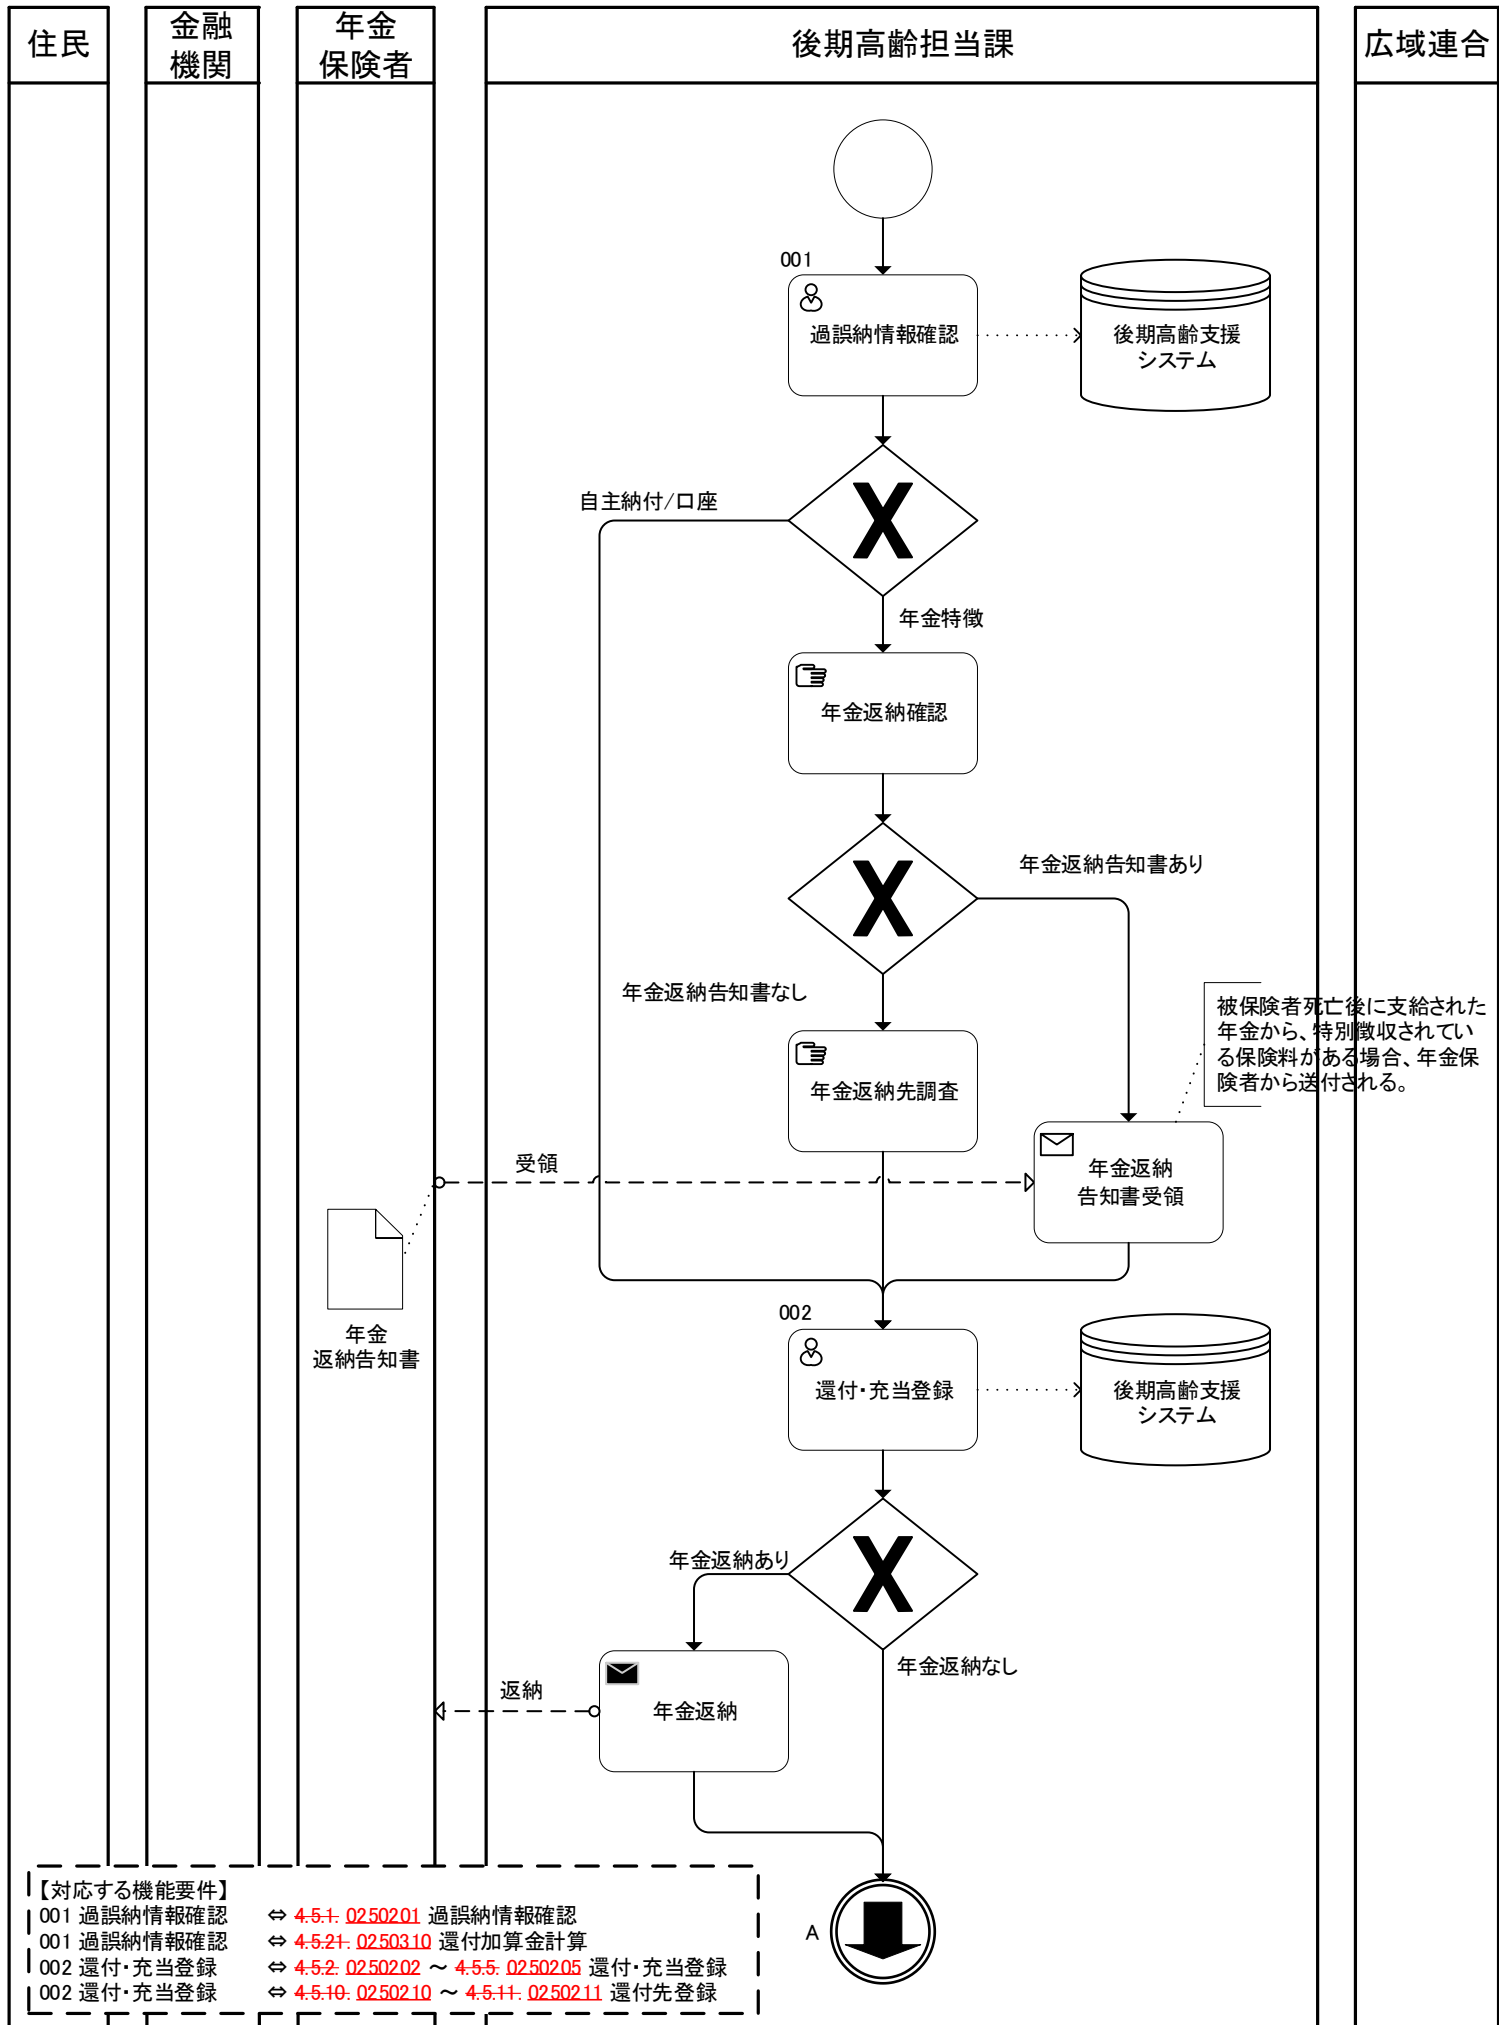 住民
金融
機関
年金
保険者
後期高齢担当課
広域連合
001
過誤納情報確認
後期高齢支援
システム
自主納付/口座
X
年金特徴
年金返納確認
年金返納告知書あり
X
年金返納告知書なし
被保険者死亡後に支給された
年金から、特別徴収されてい
る保険料がある場合、年金保
険者から送付される。
年金返納先調査
受領
年金返納
告知書受領
年金
返納告知書
002
還付・充当登録
後期高齢支援
システム
年金返納あり
X
年金返納なし
返納
年金返納
A
【対応する機能要件】
001 過誤納情報確認 ⇔ 4.5.1. 0250201 過誤納情報確認
001 過誤納情報確認 ⇔ 4.5.21. 0250310 還付加算金計算
002 還付・充当登録 ⇔ 4.5.2. 0250202 ～ 4.5.5. 0250205 還付・充当登録
002 還付・充当登録 ⇔ 4.5.10. 0250210 ～ 4.5.11. 0250211 還付先登録